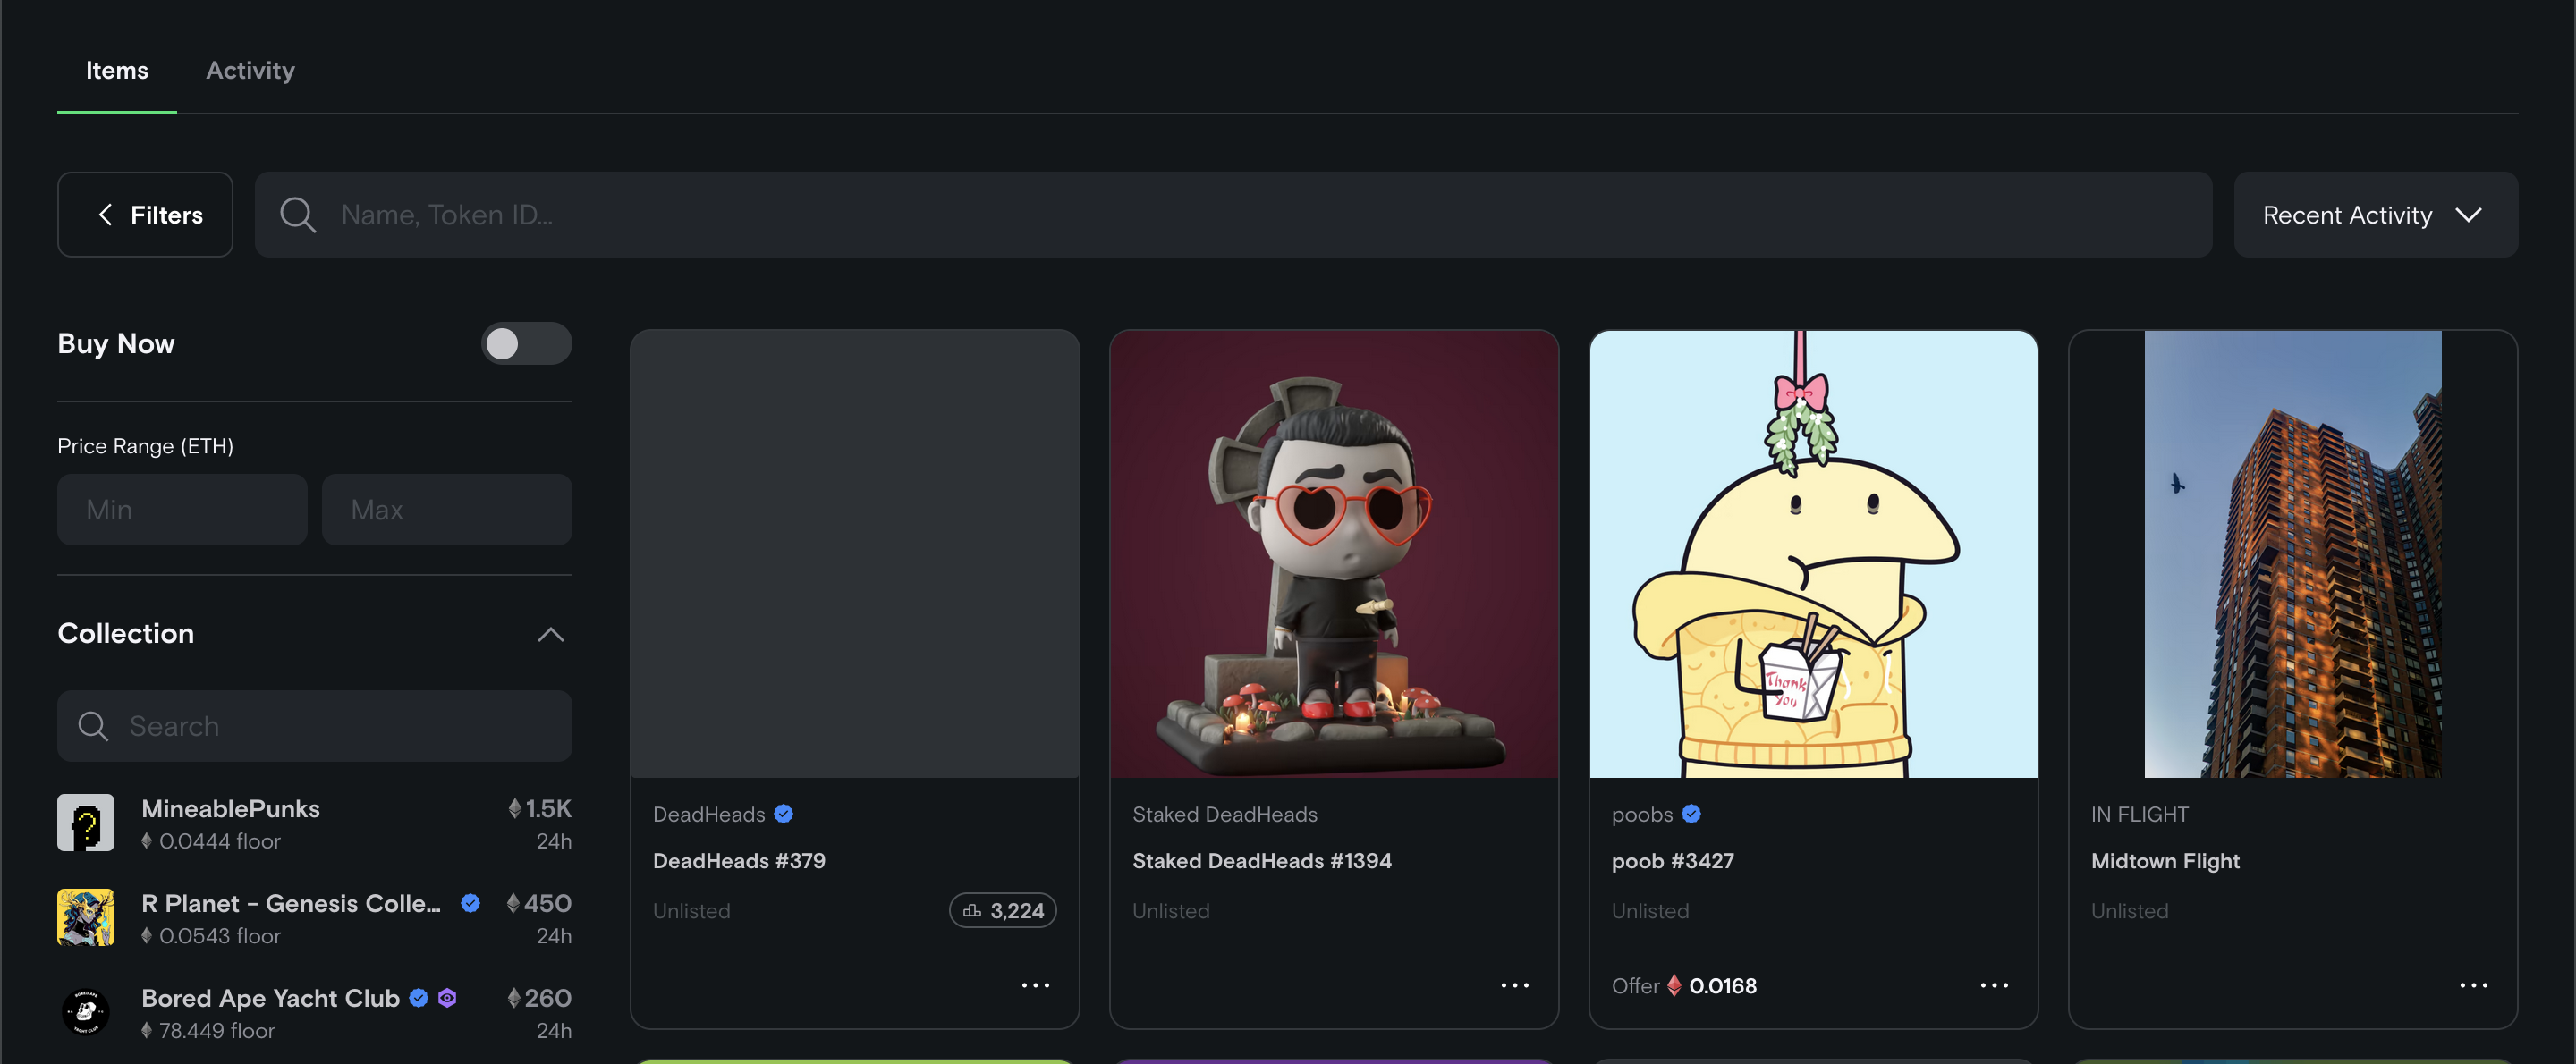 Items
Activity
Filters
Name, Token ID...
Recent Activity
Buy Now
Price Range (ETH)
Min
Max
Collection
Search
MineablePunks
1.5K
0.0444 floor
24h
R Planet - Genesis Colle...
450
0.0543 floor
24h
Bored Ape Yacht Club
260
78.449 floor
24h
DeadHeads
DeadHeads #379
Unlisted
3,224
Staked DeadHeads
Staked DeadHeads #1394
Unlisted
Thank
you
poobs
poob #3427
Unlisted
Offer 0.0168
IN FLIGHT
Midtown Flight
Unlisted